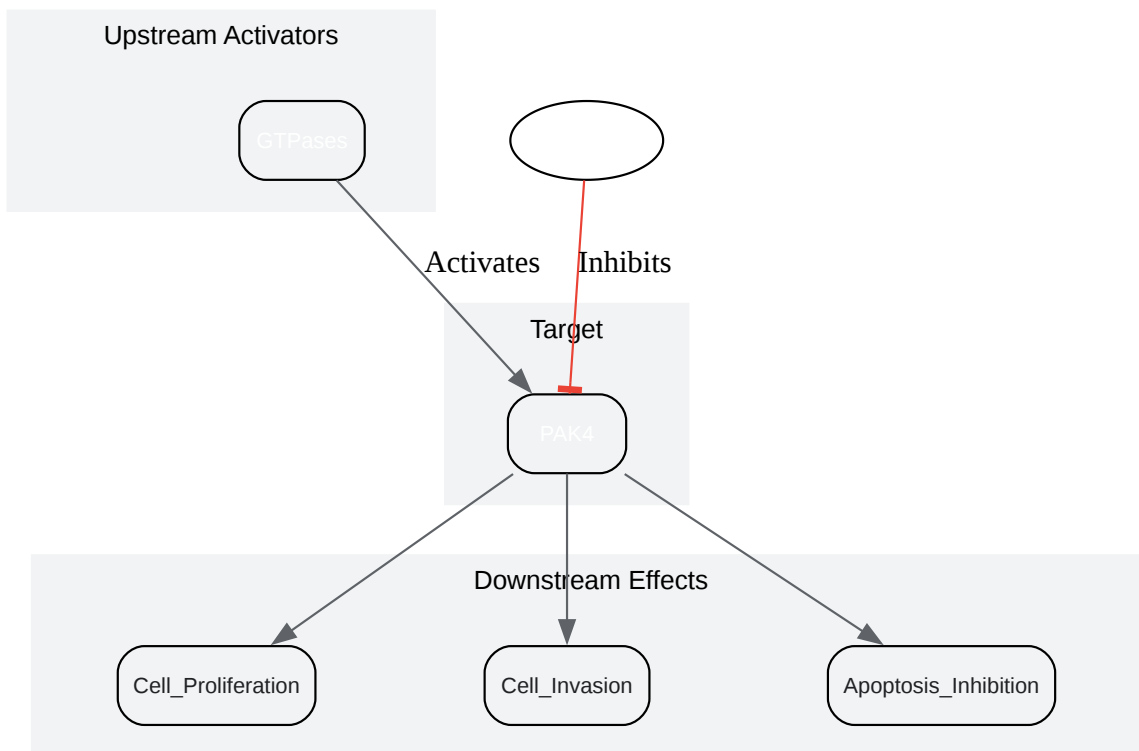 Upstream Activators
GTPases
Activates
Inhibits
Target
PAK4
Downstream Effects
Cell_Proliferation
Cell_Invasion
Apoptosis_Inhibition